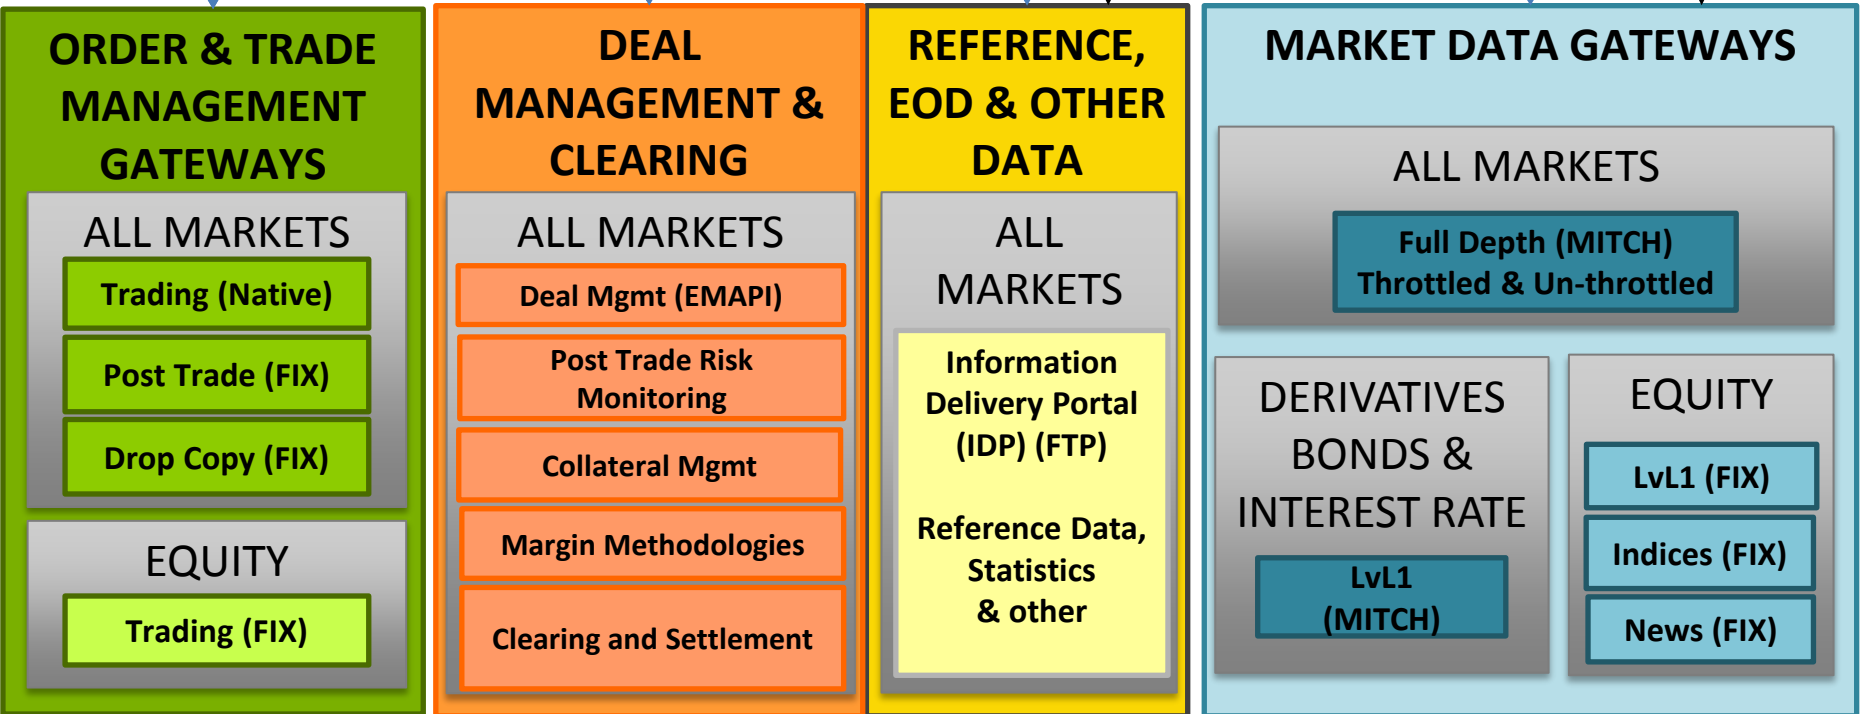 ORDER & TRADE
MANAGEMENT
GATEWAYS
ALL MARKETS
Trading (Native)
Post Trade (FIX)
Drop Copy (FIX)
EQUITY
Trading (FIX)
DEAL
MANAGEMENT &
CLEARING
ALL MARKETS
Deal Mgmt (EMAPI)
Post Trade Risk
Monitoring
Collateral Mgmt
Margin Methodologies
Clearing and Settlement
REFERENCE,
EOD & OTHER
DATA
ALL
MARKETS
Information
Delivery Portal
(IDP) (FTP)
Reference Data,
Statistics
& other
MARKET DATA GATEWAYS
ALL MARKETS
Full Depth (MITCH)
Throttled & Un-throttled
DERIVATIVES
BONDS &
INTEREST RATE
LvL1
(MITCH)
EQUITY
LvL1 (FIX)
Indices (FIX)
News (FIX)